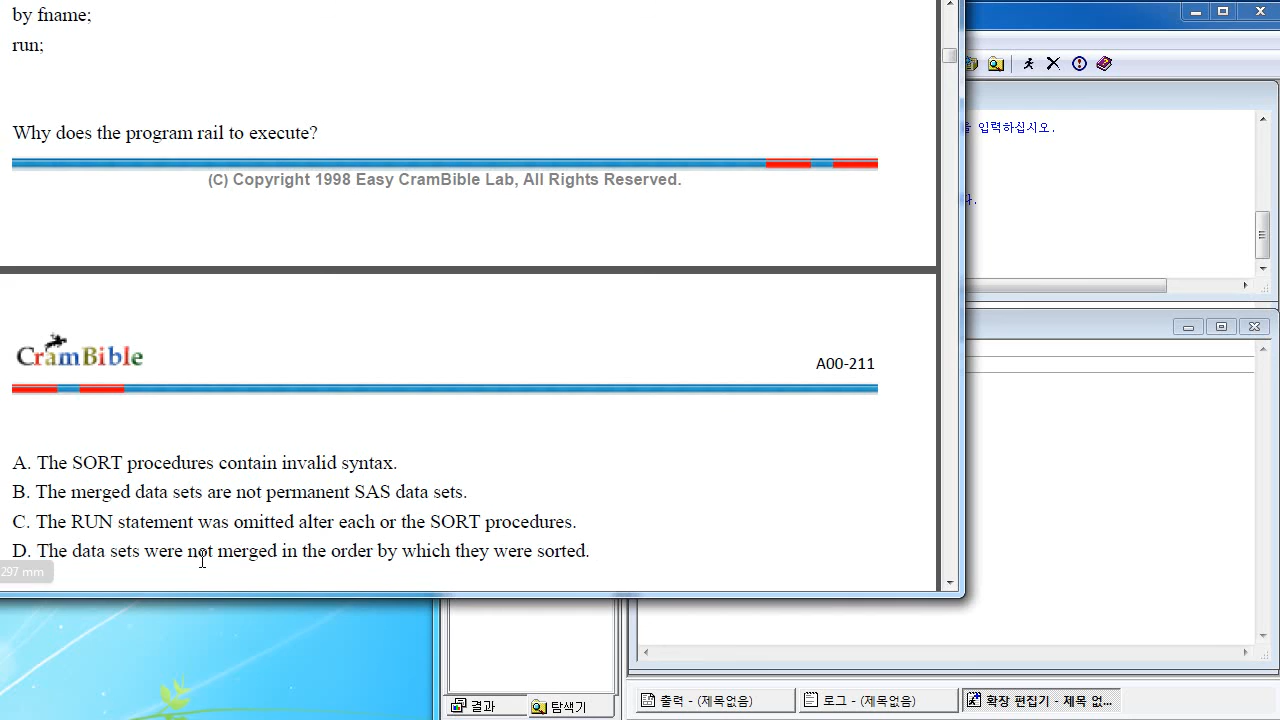 by fname;
run;
Why does the program rail to execute?
(C) Copyright 1998 Easy CramBible Lab, All Rights Reserved.
CramBible
A00-211
A. The SORT procedures contain invalid syntax.
B. The merged data sets are not permanent SAS data sets.
C. The RUN statement was omitted alter each or the SORT procedures.
D. The data sets were not merged in the order by which they were sorted.
297 mm
을 입력하십시오.
다.
결과
탐색기
출력 - (제목없음)
로그 - (제목없음)
확장 편집기 - 제목 없...